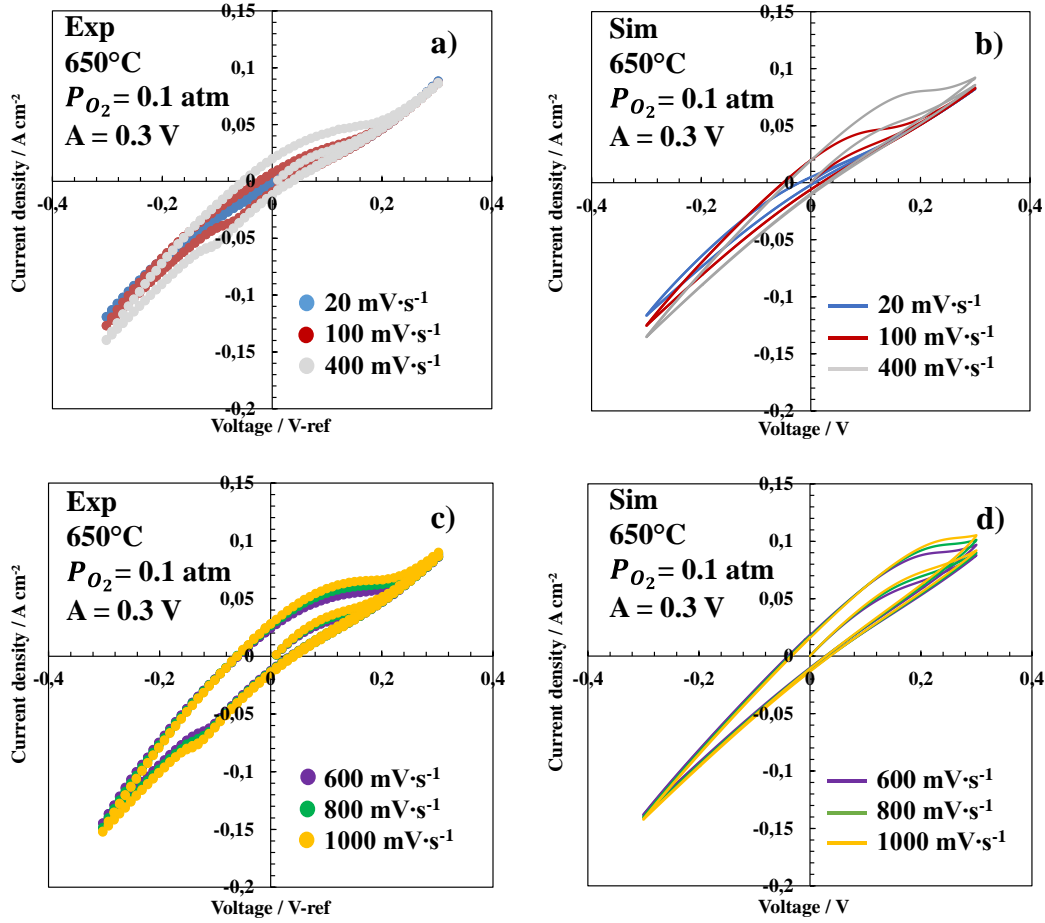 Exp
650°C
P_{O_2} = 0.1 atm
A = 0.3 V
a)
0,15
0,1
0,05
0
-0,05
-0,1
-0,15
-0,2
-0,4
-0,2
0
0,2
0,4
Current density / A cm⁻²
Voltage / V-ref
20 mV·s⁻¹
100 mV·s⁻¹
400 mV·s⁻¹
Sim
650°C
P_{O_2} = 0.1 atm
A = 0.3 V
b)
0,15
0,1
0,05
0
-0,05
-0,1
-0,15
-0,2
-0,4
-0,2
0
0,2
0,4
Current density / A cm⁻²
Voltage / V
20 mV·s⁻¹
100 mV·s⁻¹
400 mV·s⁻¹
Exp
650°C
P_{O_2} = 0.1 atm
A = 0.3 V
c)
0,15
0,1
0,05
0
-0,05
-0,1
-0,15
-0,2
-0,4
-0,2
0
0,2
0,4
Current density / A cm⁻²
Voltage / V-ref
600 mV·s⁻¹
800 mV·s⁻¹
1000 mV·s⁻¹
Sim
650°C
P_{O_2} = 0.1 atm
A = 0.3 V
d)
0,15
0,1
0,05
0
-0,05
-0,1
-0,15
-0,2
-0,4
-0,2
0
0,2
0,4
Current density / A cm⁻²
Voltage / V
600 mV·s⁻¹
800 mV·s⁻¹
1000 mV·s⁻¹